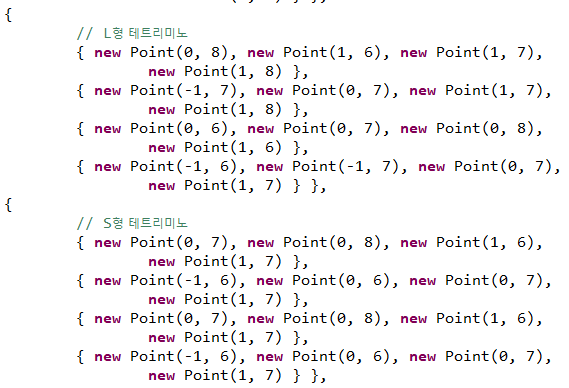 {
// L형 테트리미노
{ new Point(0, 8), new Point(1, 6), new Point(1, 7),
new Point(1, 8) },
{ new Point(-1, 7), new Point(0, 7), new Point(1, 7),
new Point(1, 8) },
{ new Point(0, 6), new Point(0, 7), new Point(0, 8),
new Point(1, 6) },
{ new Point(-1, 6), new Point(-1, 7), new Point(0, 7),
new Point(1, 7) } },
{
// S형 테트리미노
{ new Point(0, 7), new Point(0, 8), new Point(1, 6),
new Point(1, 7) },
{ new Point(-1, 6), new Point(0, 6), new Point(0, 7),
new Point(1, 7) },
{ new Point(0, 7), new Point(0, 8), new Point(1, 6),
new Point(1, 7) },
{ new Point(-1, 6), new Point(0, 6), new Point(0, 7),
new Point(1, 7) } },